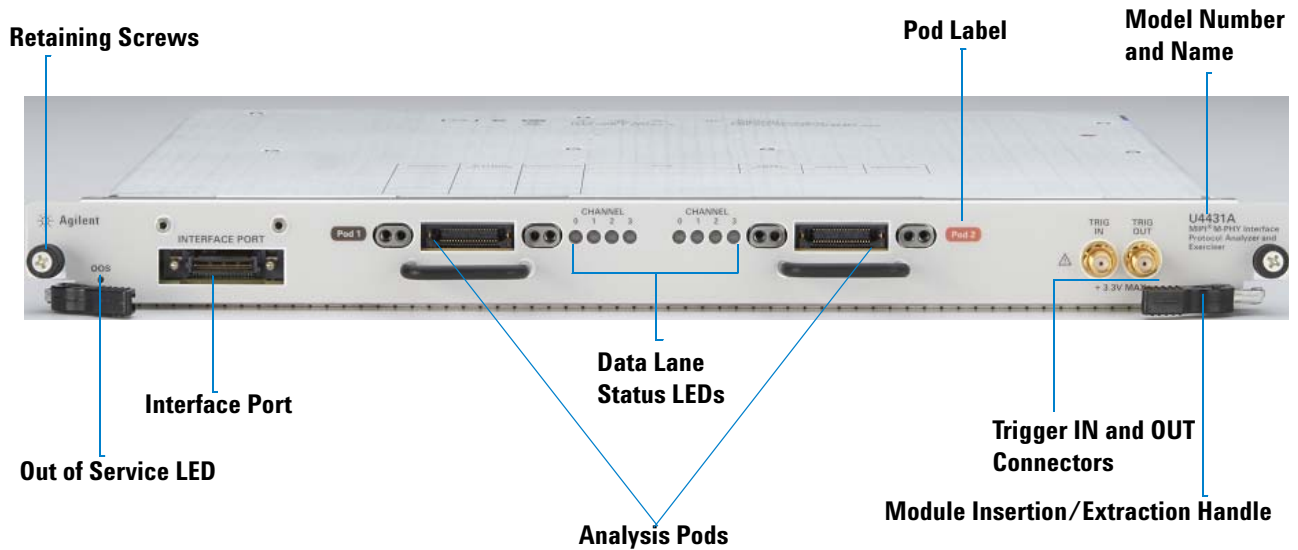 Retaining Screws
Pod Label
Model Number
and Name
Agilent
INTERFACE PORT
OOS
Pod 1
CHANNEL
0 1 2 3
CHANNEL
0 1 2 3
Pod 2
TRIG
IN
TRIG
OUT
+ 3.3V MAX
U4431A
MIPI® M-PHY Interface
Protocol Analyzer and
Exerciser
Data Lane
Status LEDs
Interface Port
Out of Service LED
Trigger IN and OUT
Connectors
Module Insertion/Extraction Handle
Analysis Pods